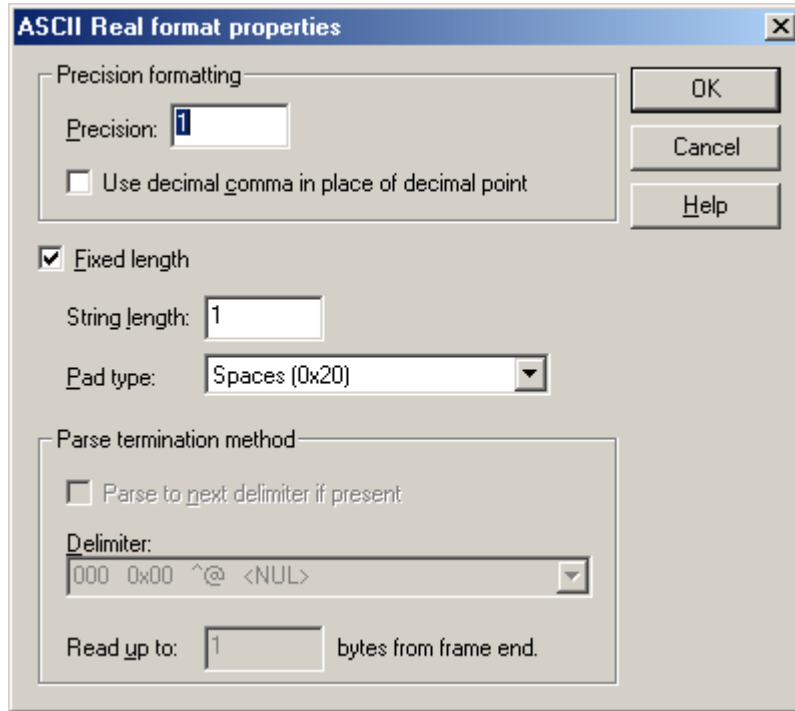 ASCII Real format properties
Precision formatting
Precision: 1
Use decimal comma in place of decimal point
OK
Cancel
Help
Fixed length
String length: 1
Pad type: Spaces (0x20)
Parse termination method
Parse to next delimiter if present
Delimiter:
000 0x00 ^@ <NUL>
Read up to: 1 bytes from frame end.